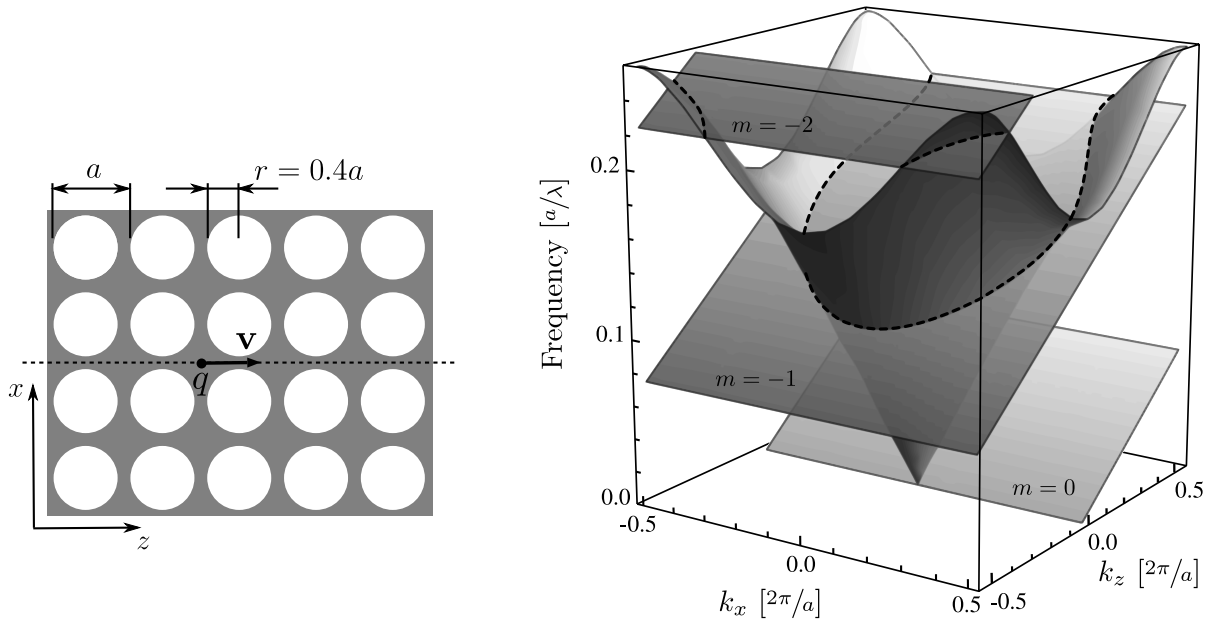 a
r = 0.4a
v
q
x
z
m = −2
0.2
Frequency [a/λ]
0.1
m = −1
m = 0
0.0
-0.5
0.5
0.0
0.0
k_z [2π/a]
k_x [2π/a]
0.5
-0.5